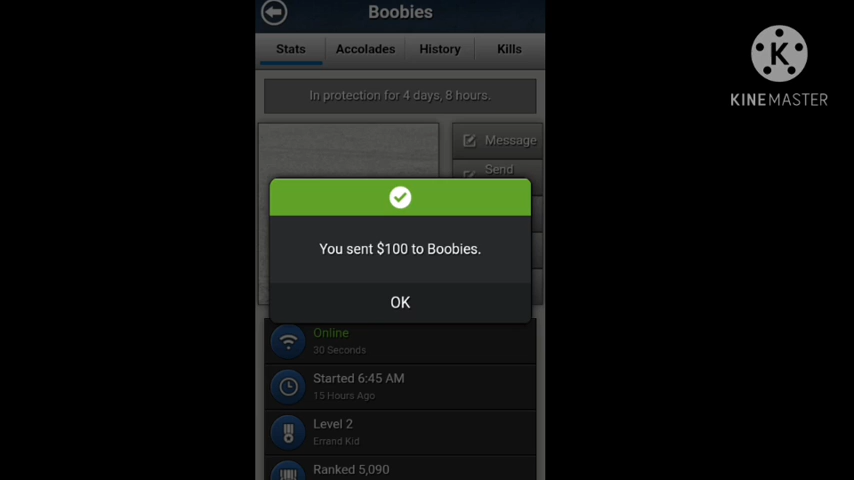 Boobies
Stats Accolades History Kills
In protection for 4 days, 8 hours.
Message
Send
You sent $100 to Boobies.
OK
Online
30 Seconds
Started 6:45 AM
15 Hours Ago
Level 2
Errand Kid
Ranked 5,090
K
KINEMASTER